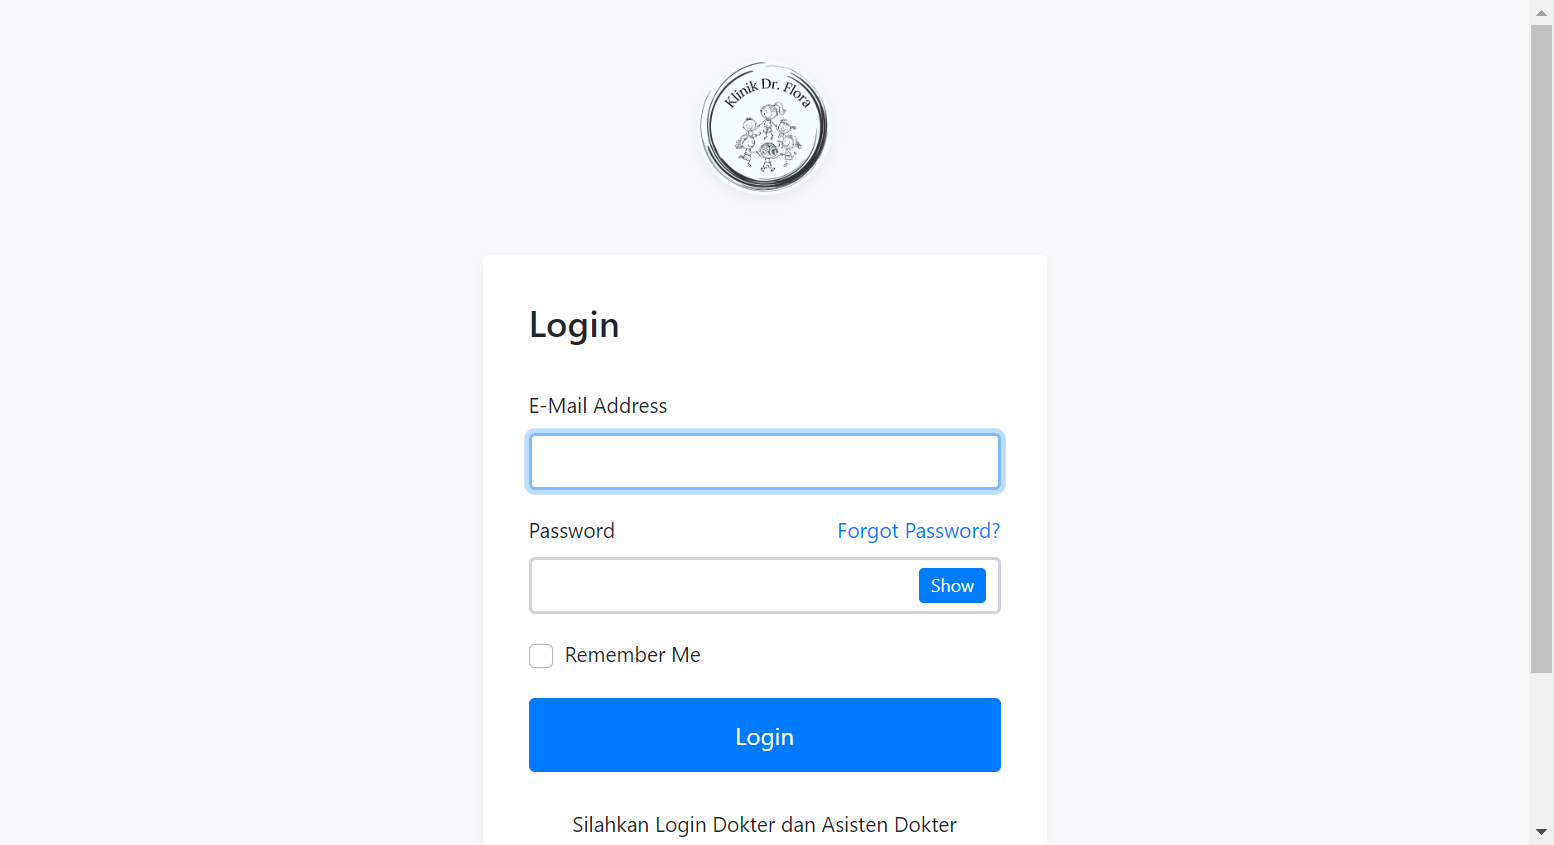 Klinik Dr. Flora
Login
E-Mail Address
Password Forgot Password?
Show
Remember Me
Login
Silahkan Login Dokter dan Asisten Dokter